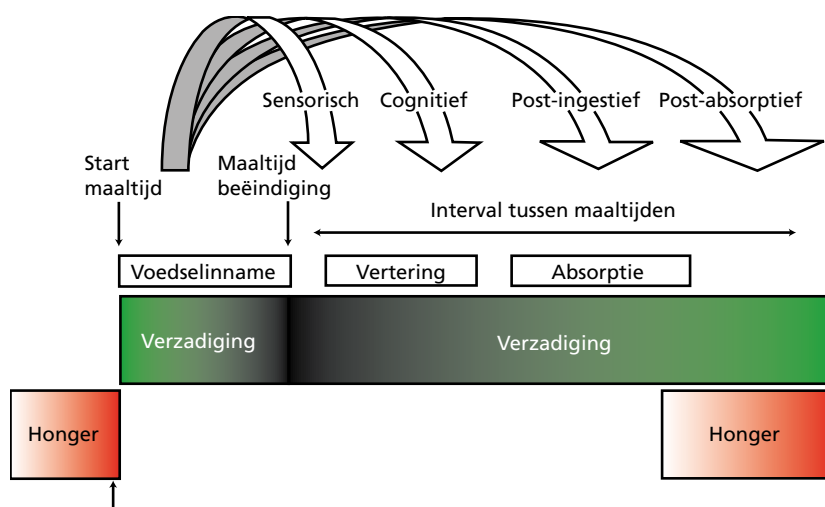 Sensorisch
Cognitief
Post-ingestief
Post-absorptief
Start
maaltijd
Maaltijd
beëindiging
Interval tussen maaltijden
Voedselinname
Vertering
Absorptie
Verzadiging
Verzadiging
Honger
Honger